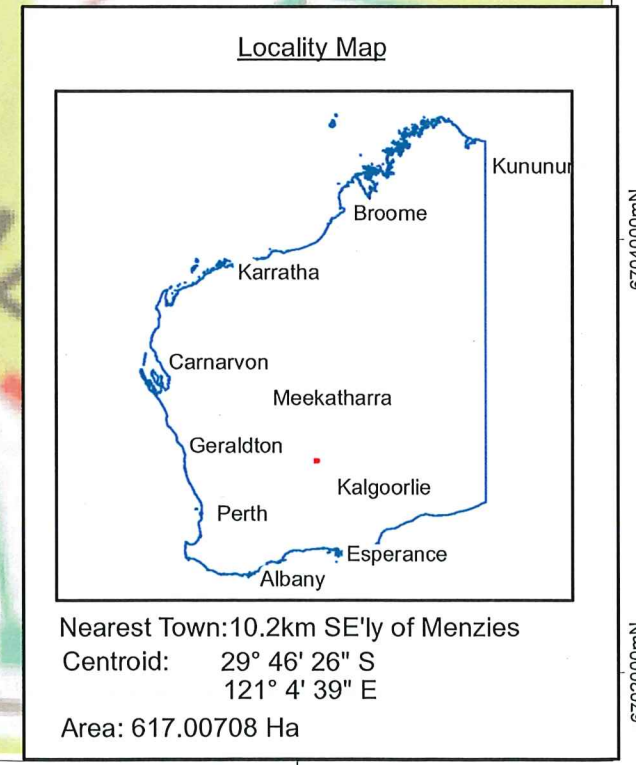 Locality Map
Kununur
Broome
Karratha
Carnarvon
Meekatharra
Geraldton
Kalgoorlie
Perth
Esperance
Albany
Nearest Town:10.2km SE'ly of Menzies
Centroid: 29° 46' 26" S
121° 4' 39" E
Area: 617.00708 Ha